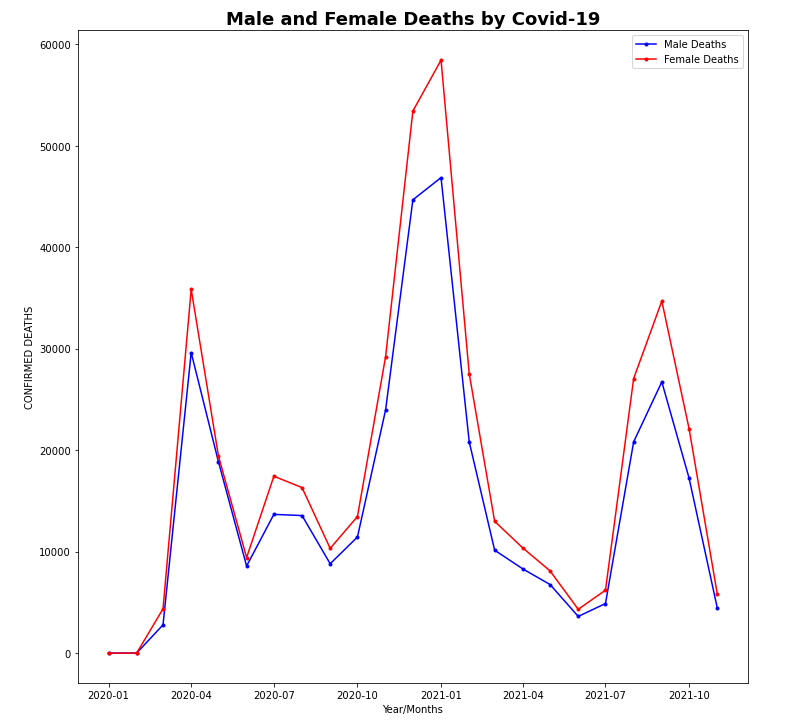 Male and Female Deaths by Covid-19
Male Deaths
Female Deaths
60000
50000
40000
30000
20000
10000
0
CONFIRMED DEATHS
2020-01 2020-04 2020-07 2020-10 2021-01 2021-04 2021-07 2021-10
Year/Months